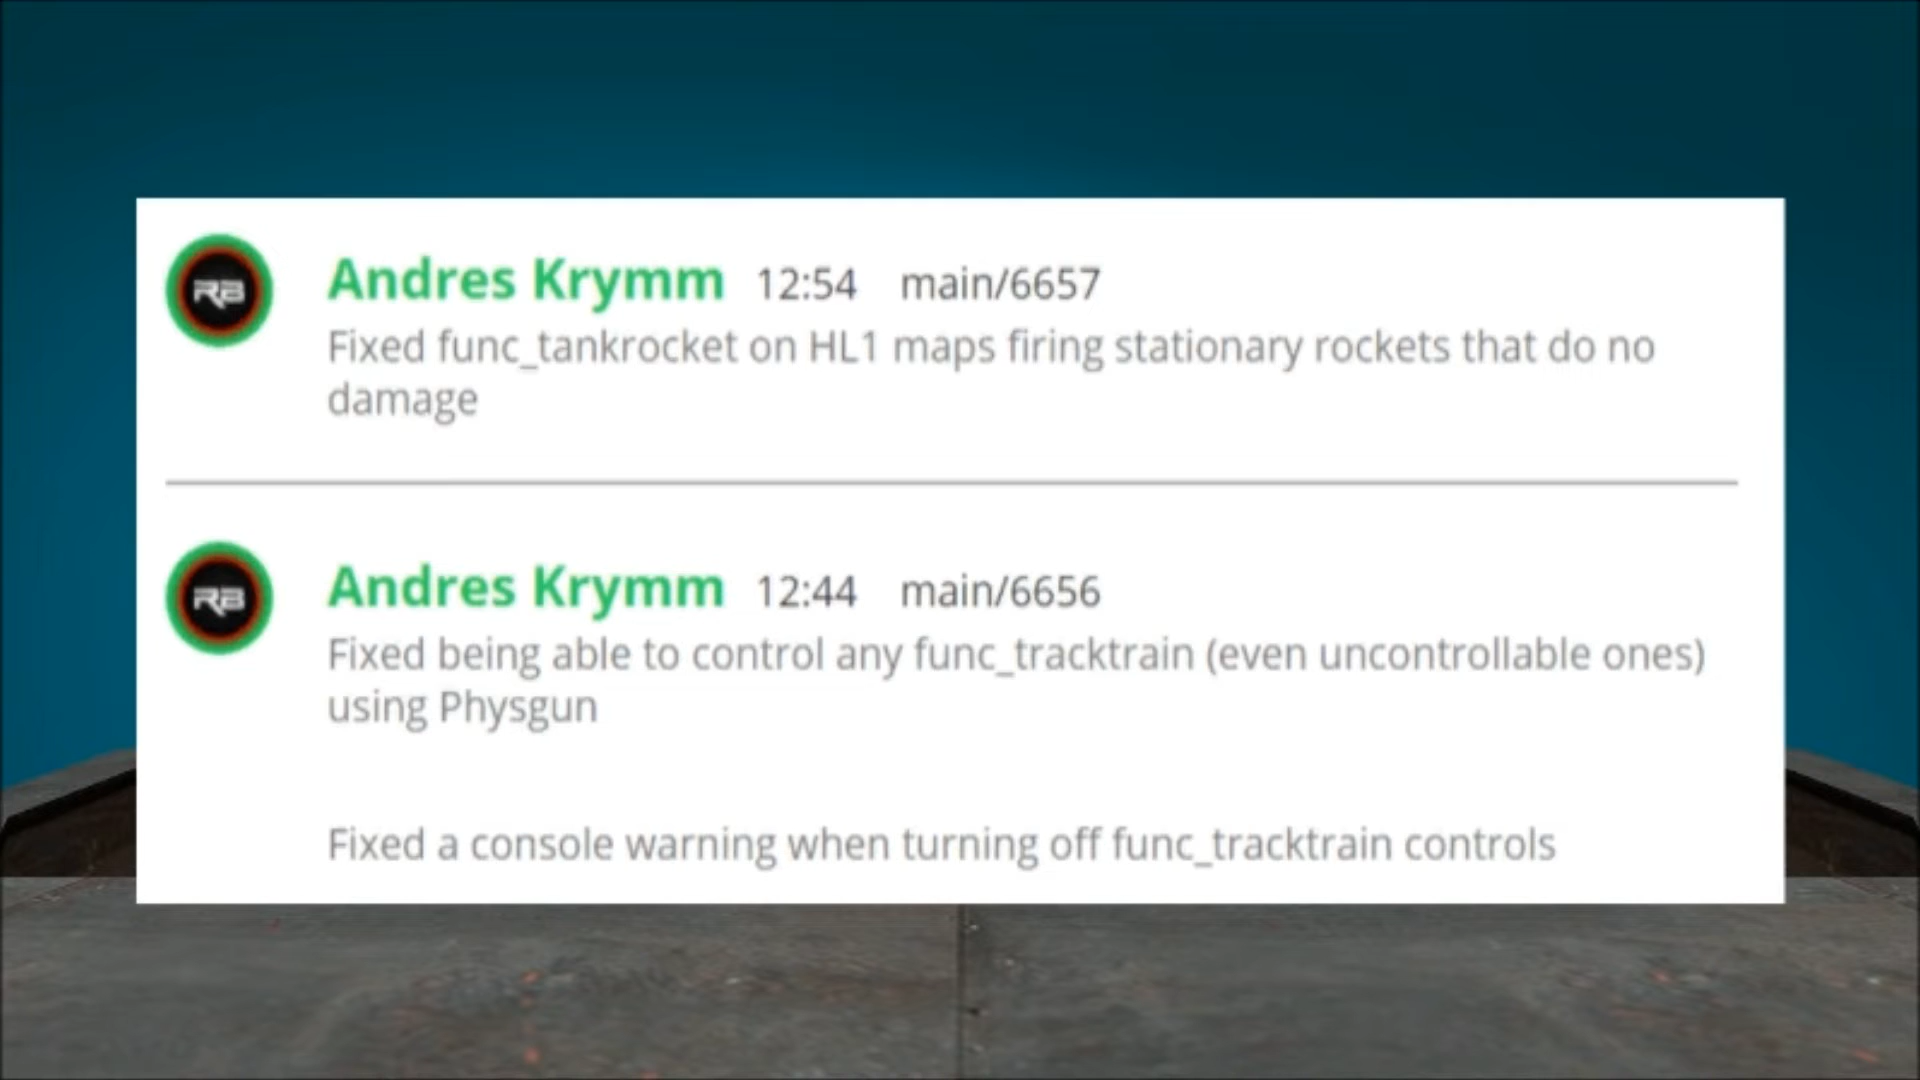 RB
Andres Krymm 12:54 main/6657
Fixed func_tankrocket on HL1 maps firing stationary rockets that do no
damage
RB
Andres Krymm 12:44 main/6656
Fixed being able to control any func_tracktrain (even uncontrollable ones)
using Physgun
Fixed a console warning when turning off func_tracktrain controls